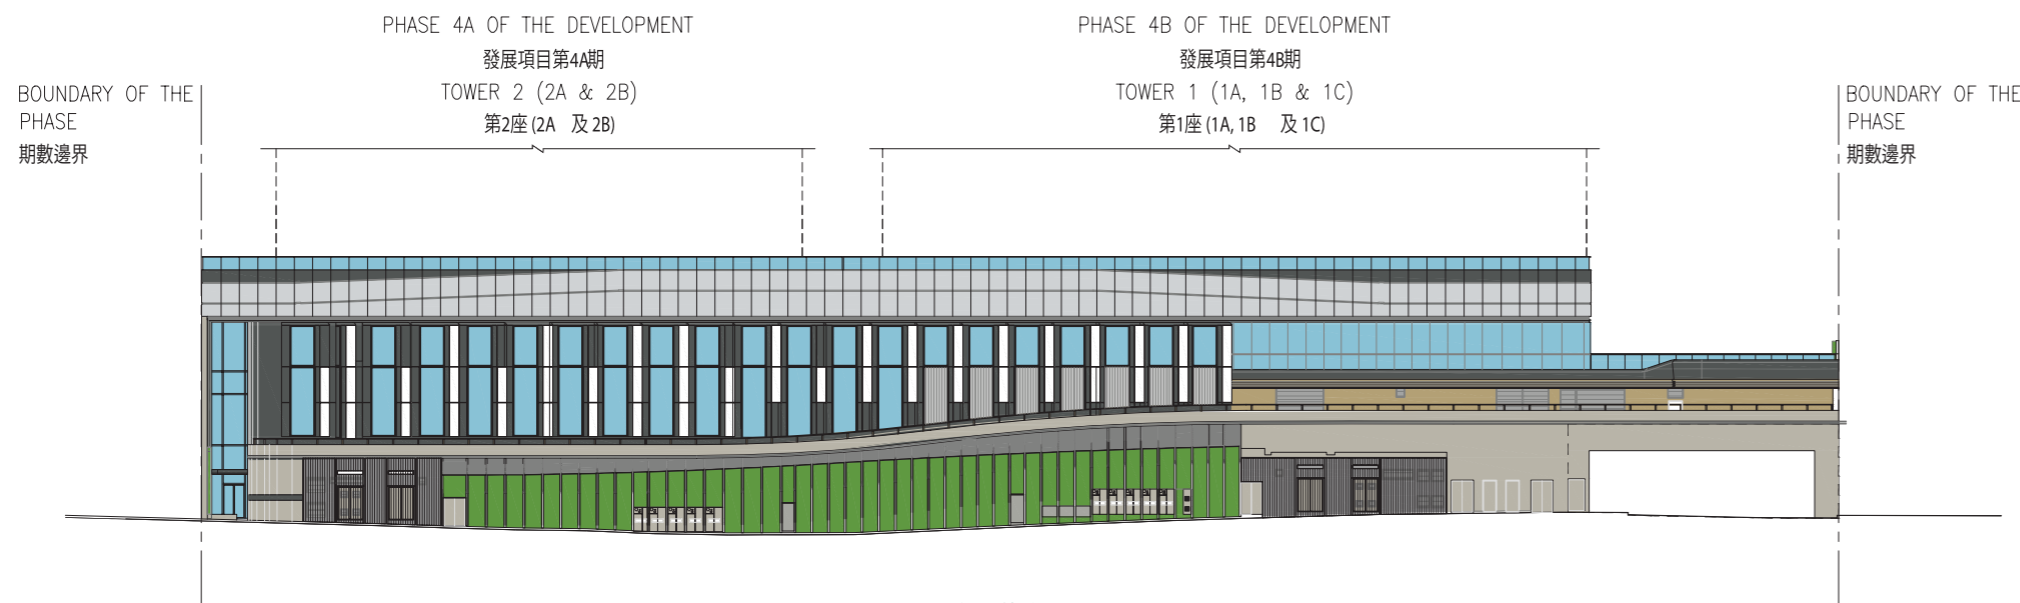 PHASE 4A OF THE DEVELOPMENT
發展項目第4A期
TOWER 2 (2A & 2B)
第2座 (2A 及 2B)
PHASE 4B OF THE DEVELOPMENT
發展項目第4B期
TOWER 1 (1A, 1B & 1C)
第1座 (1A, 1B 及 1C)
BOUNDARY OF THE
PHASE
期數邊界
BOUNDARY OF THE
PHASE
期數邊界